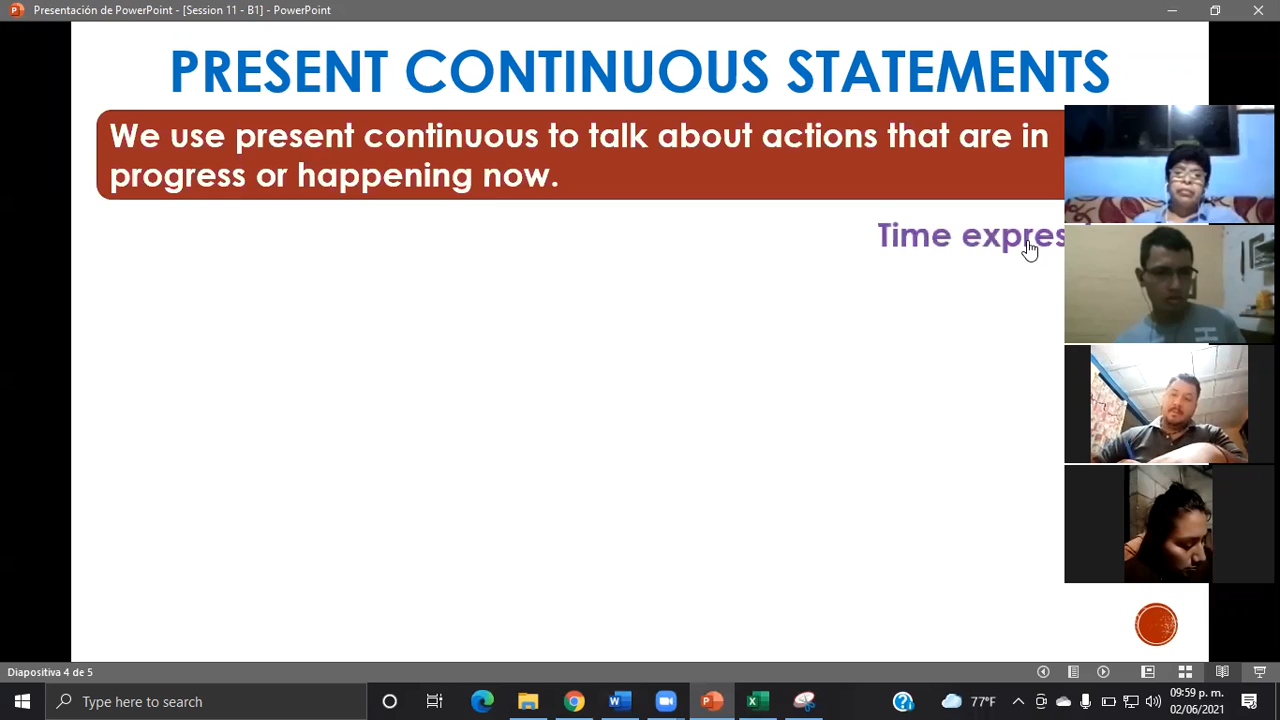 Presentación de PowerPoint - [Session 11 - B1] - PowerPoint
PRESENT CONTINUOUS STATEMENTS
We use present continuous to talk about actions that are in
progress or happening now.
Time expres
Diapositiva 4 de 5
Type here to search
77°F
09:59 p. m.
02/06/2021